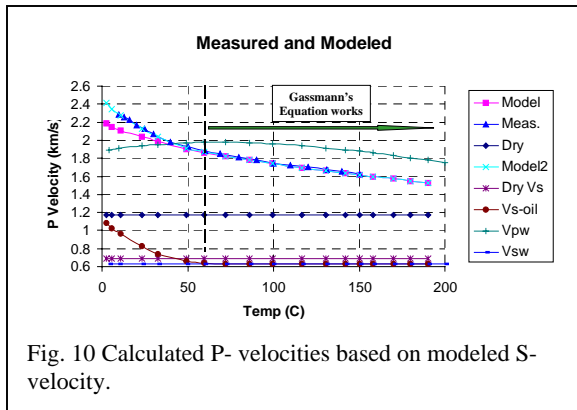 Measured and Modeled
P Velocity (km/s)
2.6
2.4
2.2
2
1.8
1.6
1.4
1.2
1
0.8
0.6
Gassmann's
Equation works
0
50
100
150
200
Temp (C)
Model
Meas.
Dry
Model2
Dry Vs
Vs-oil
Vpw
Vsw
Fig. 10 Calculated P- velocities based on modeled S-
velocity.